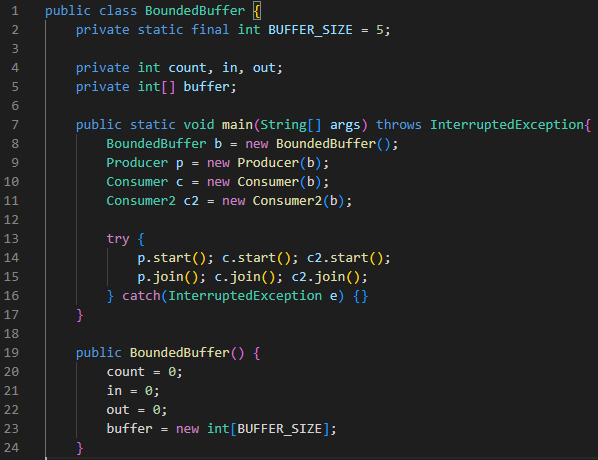 1 public class BoundedBuffer {
2 private static final int BUFFER_SIZE = 5;
3
4 private int count, in, out;
5 private int[] buffer;
6
7 public static void main(String[] args) throws InterruptedException{
8 BoundedBuffer b = new BoundedBuffer();
9 Producer p = new Producer(b);
10 Consumer c = new Consumer(b);
11 Consumer2 c2 = new Consumer2(b);
12
13 try {
14 p.start(); c.start(); c2.start();
15 p.join(); c.join(); c2.join();
16 } catch(InterruptedException e) {}
17 }
18
19 public BoundedBuffer() {
20 count = 0;
21 in = 0;
22 out = 0;
23 buffer = new int[BUFFER_SIZE];
24 }